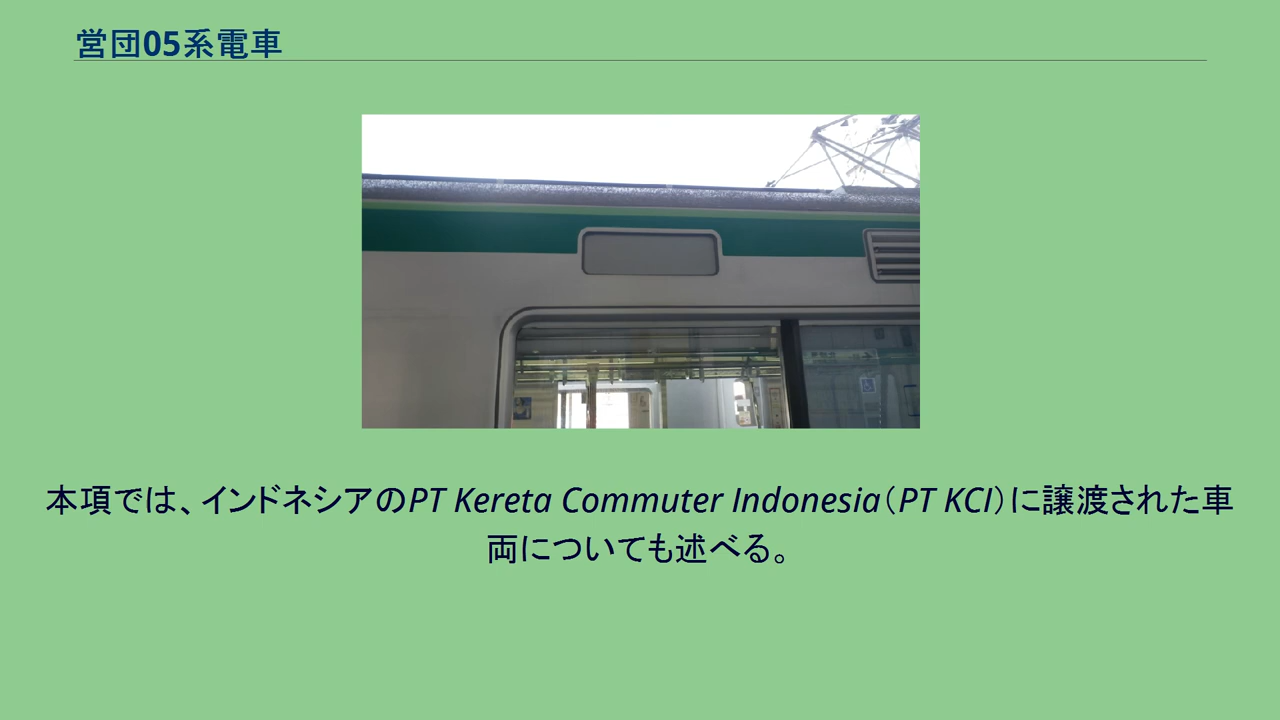 営団05系電車
本項では、インドネシアのPT Kereta Commuter Indonesia（PT KCI）に譲渡された車
両についても述べる。